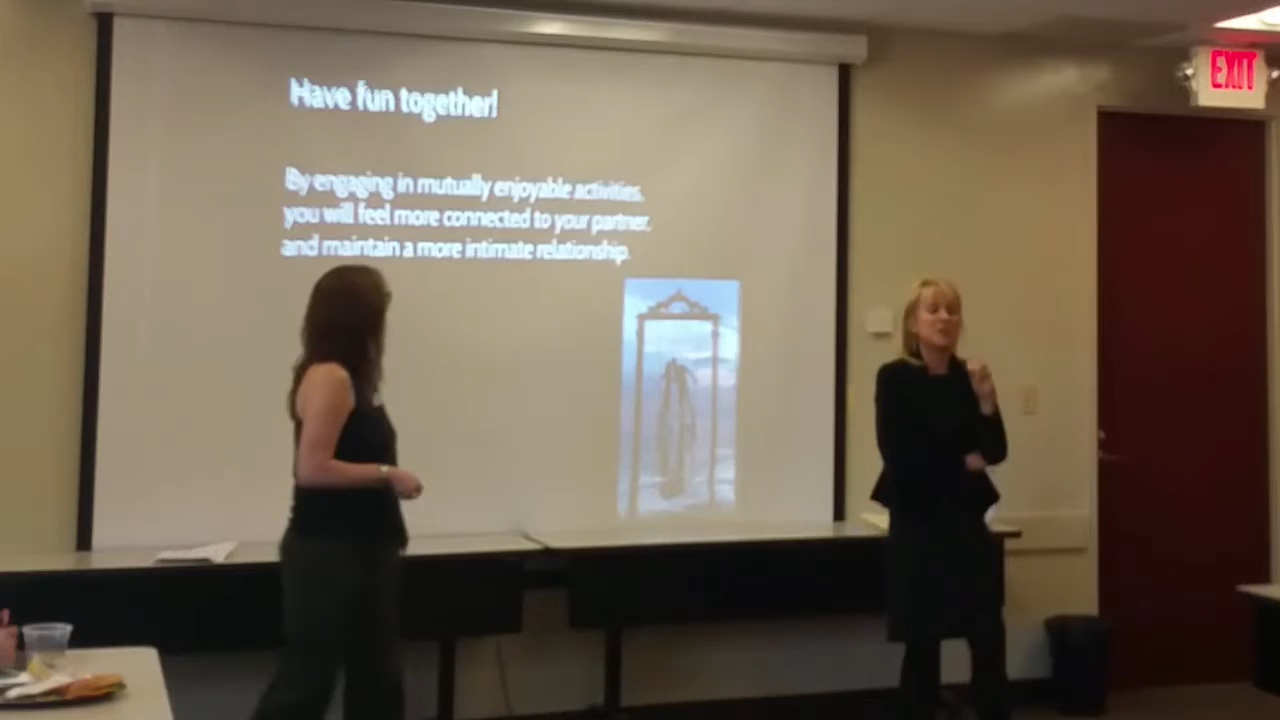 Have fun together!
By engaging in mutually enjoyable activities,
you will feel more connected to your partner,
and maintain a more intimate relationship.
EXIT